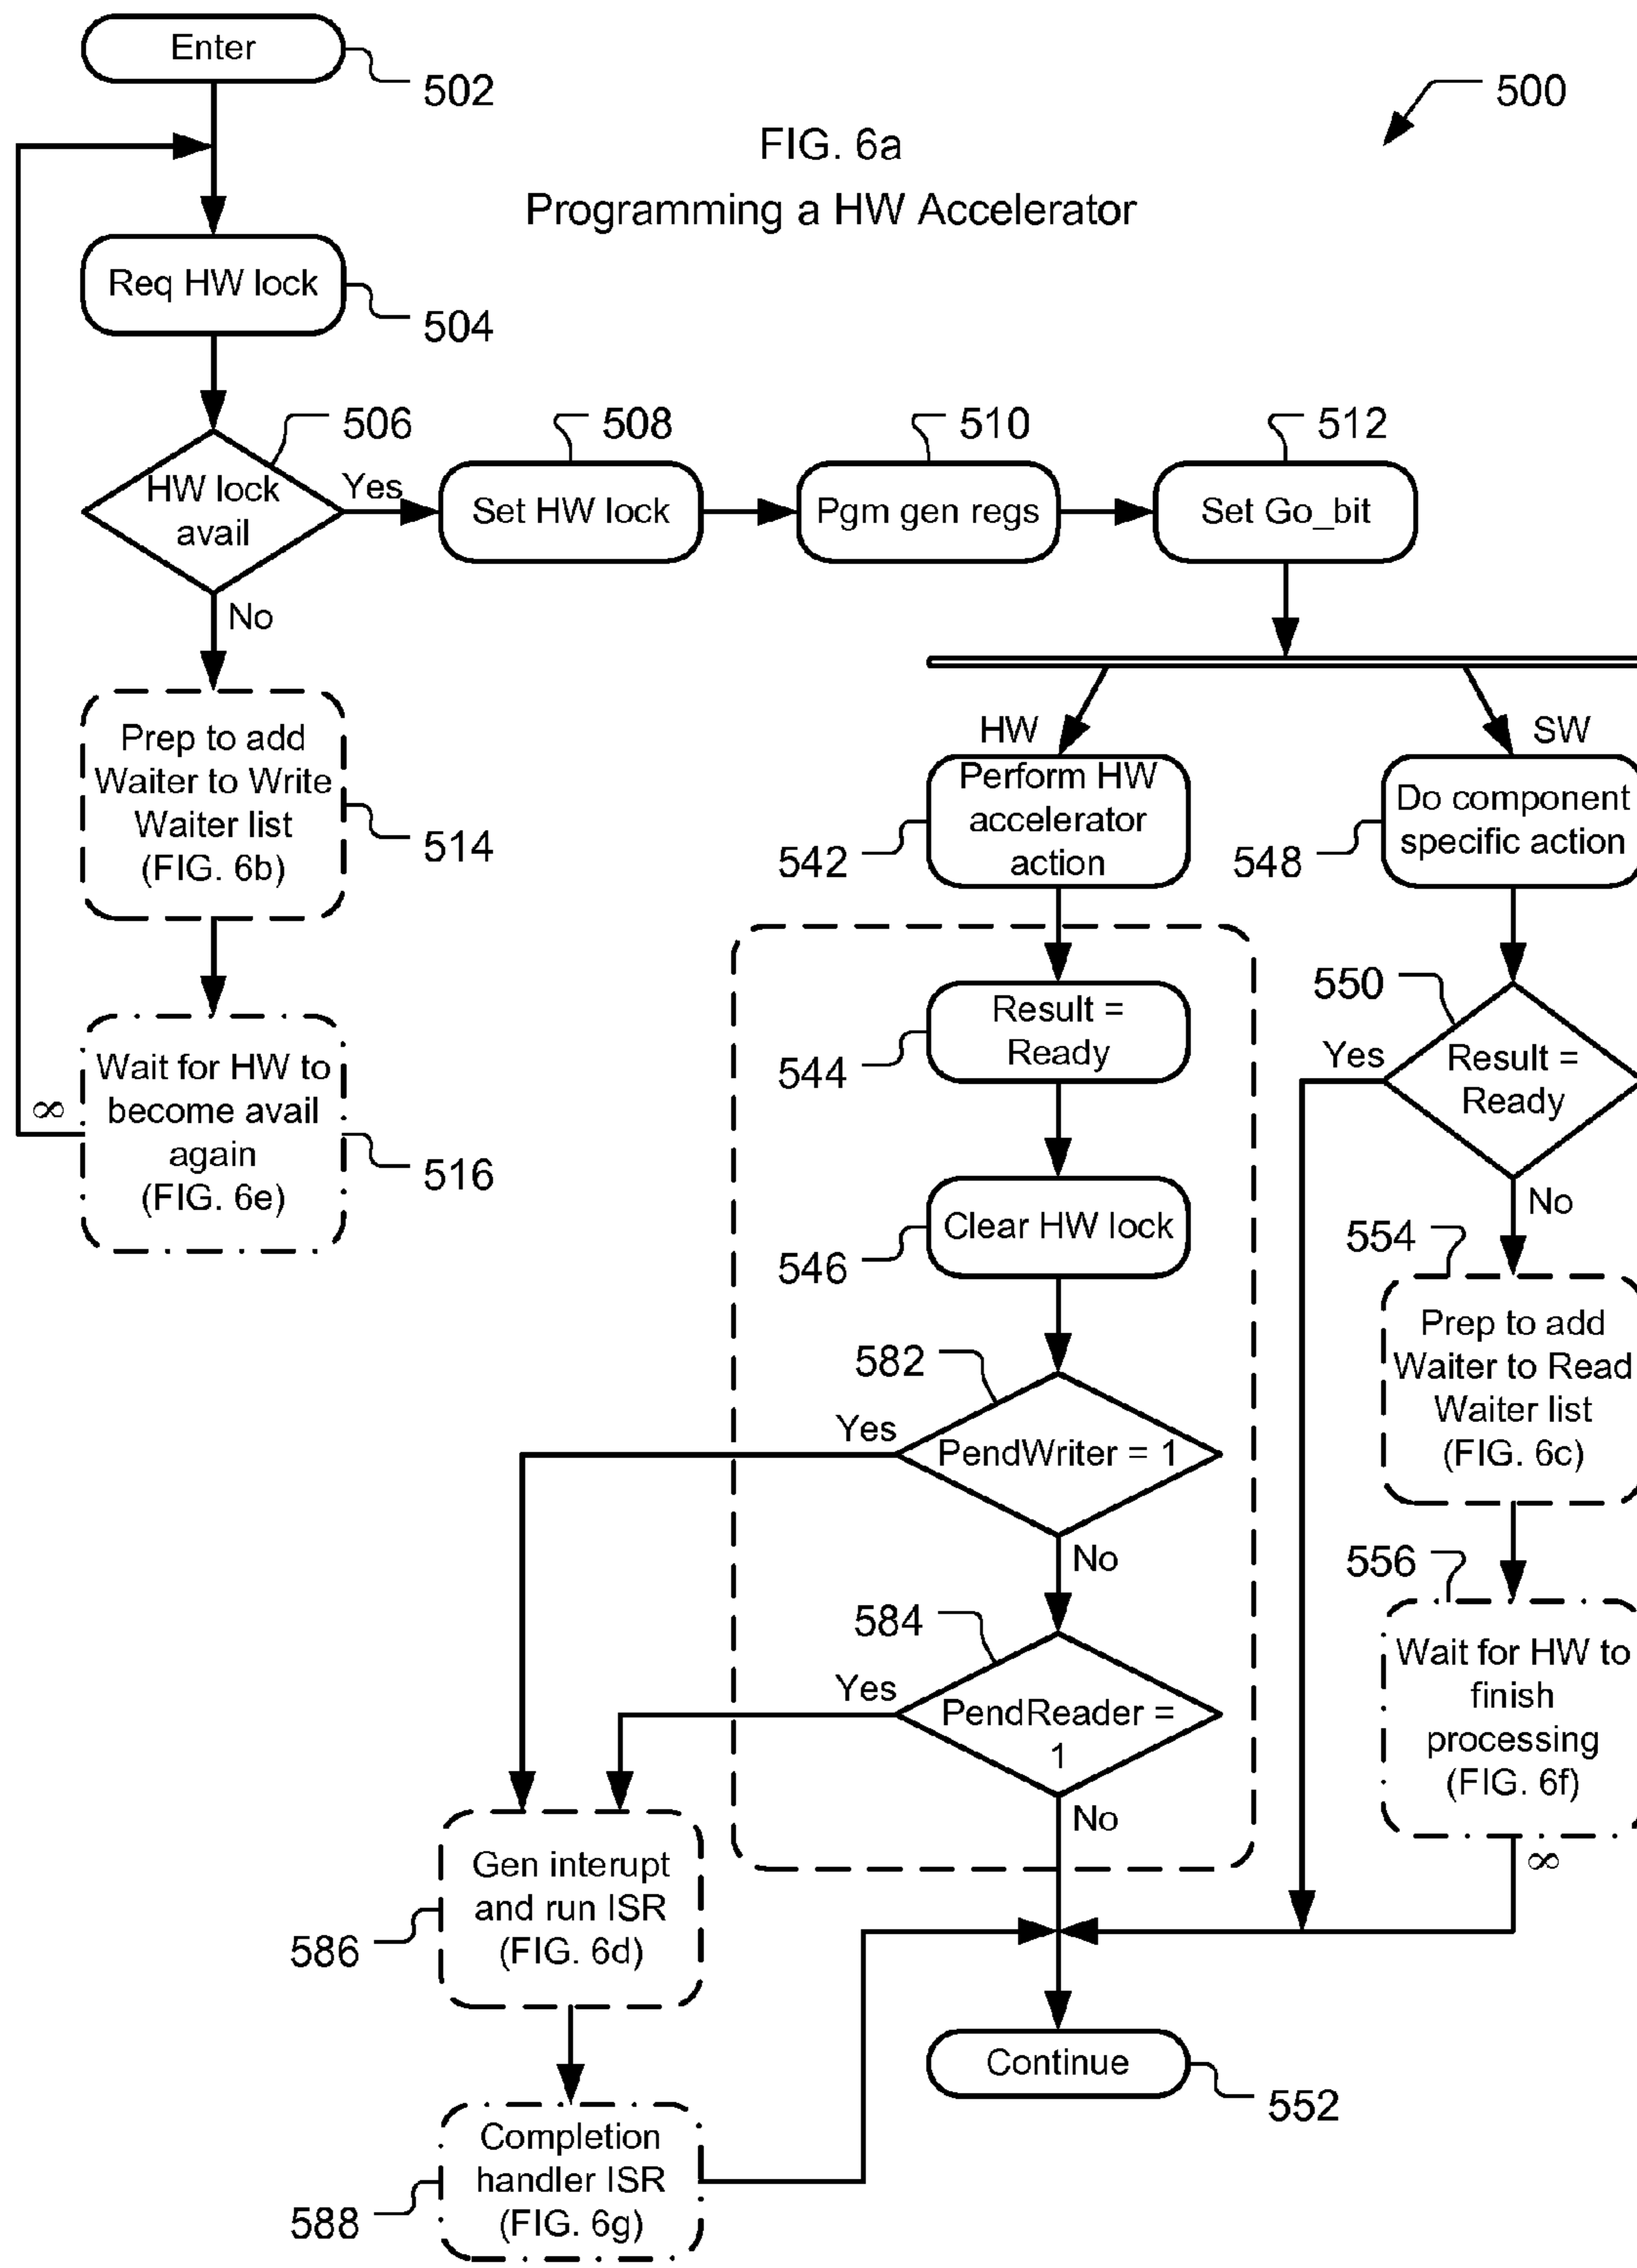 Enter
502
500
FIG. 6a
Programming a HW Accelerator
Req HW lock
504
506
508
510
512
HW lock
avail
Yes
Set HW lock
Pgm gen regs
Set Go_bit
No
Prep to add
Waiter to Write
Waiter list
(FIG. 6b)
514
HW
SW
Perform HW
accelerator
action
542
Do component
specific action
548
Wait for HW to
become avail
again
(FIG. 6e)
∞
516
Result =
Ready
544
550
Yes
Result =
Ready
No
Clear HW lock
546
554
Prep to add
Waiter to Read
Waiter list
(FIG. 6c)
582
Yes
PendWriter = 1
No
556
Wait for HW to
finish
processing
(FIG. 6f)
∞
584
Yes
PendReader =
1
No
Gen interupt
and run ISR
(FIG. 6d)
586
Continue
552
Completion
handler ISR
(FIG. 6g)
588